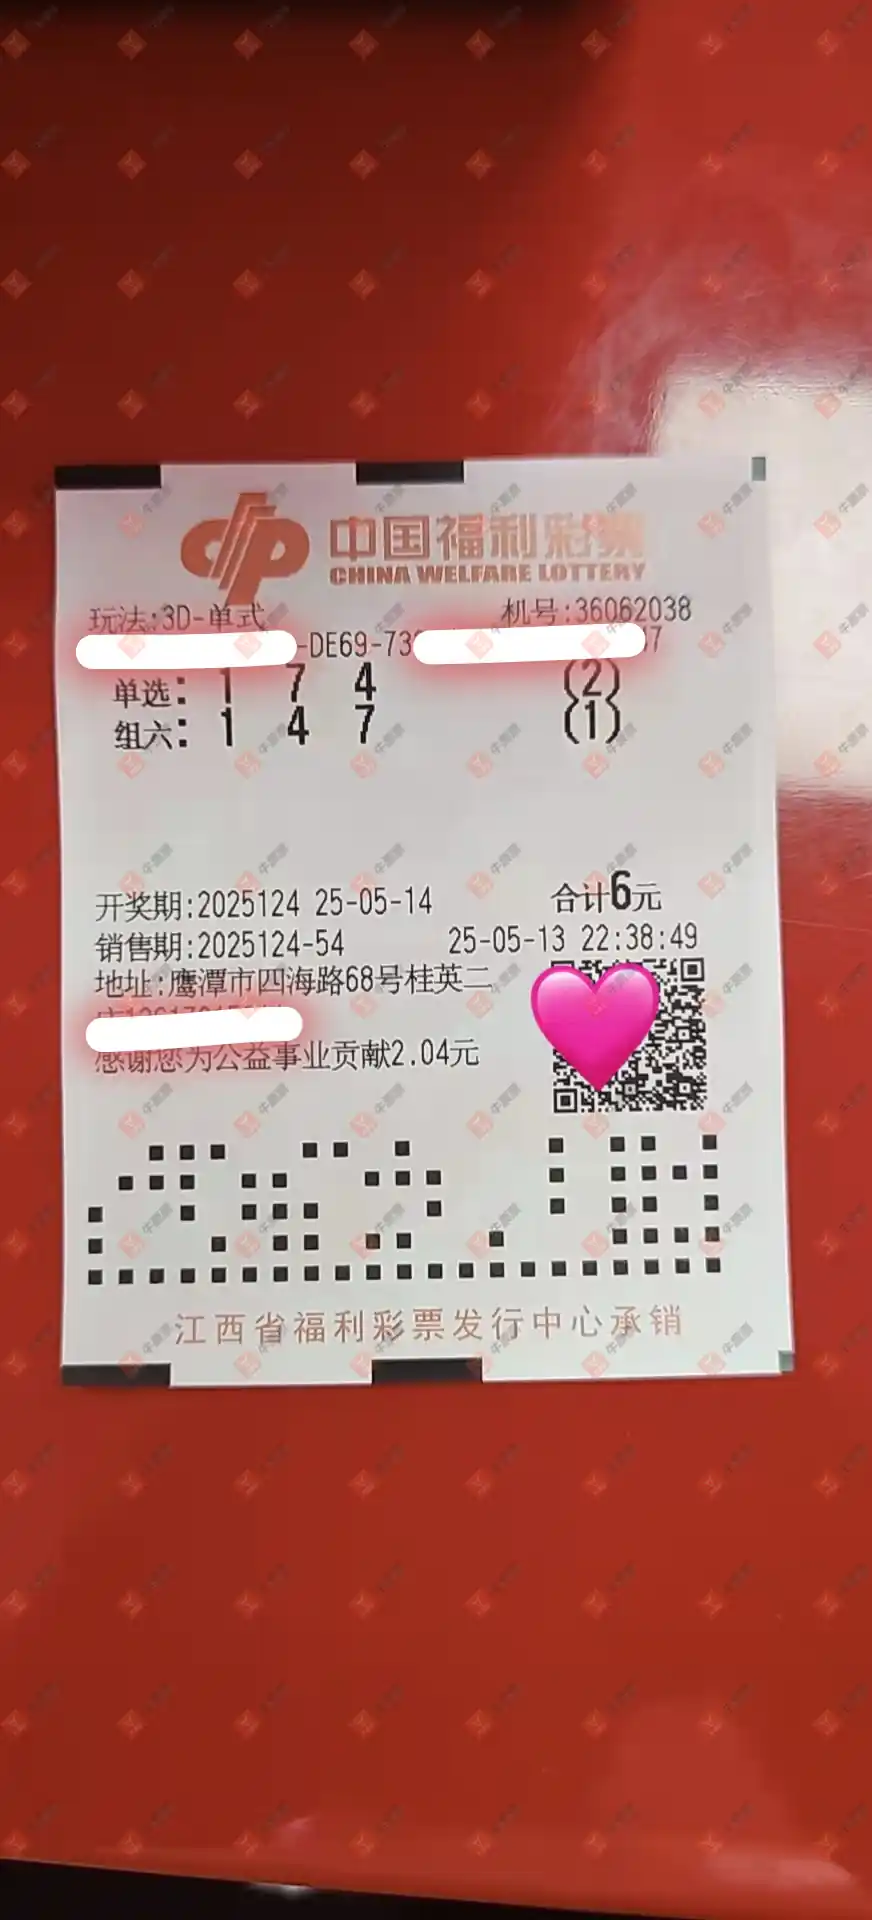 中国福利彩票
CHINA WELFARE LOTTERY
玩法:3D-单式 机号:36062038
-DE69-73
单选: 1 7 4 (2)
组六: 1 4 7 (1)
开奖期:2025124 25-05-14 合计6元
销售期:2025124-54 25-05-13 22:38:49
地址:鹰潭市四海路68号桂英二
感谢您为公益事业贡献2.04元
江西省福利彩票发行中心承销